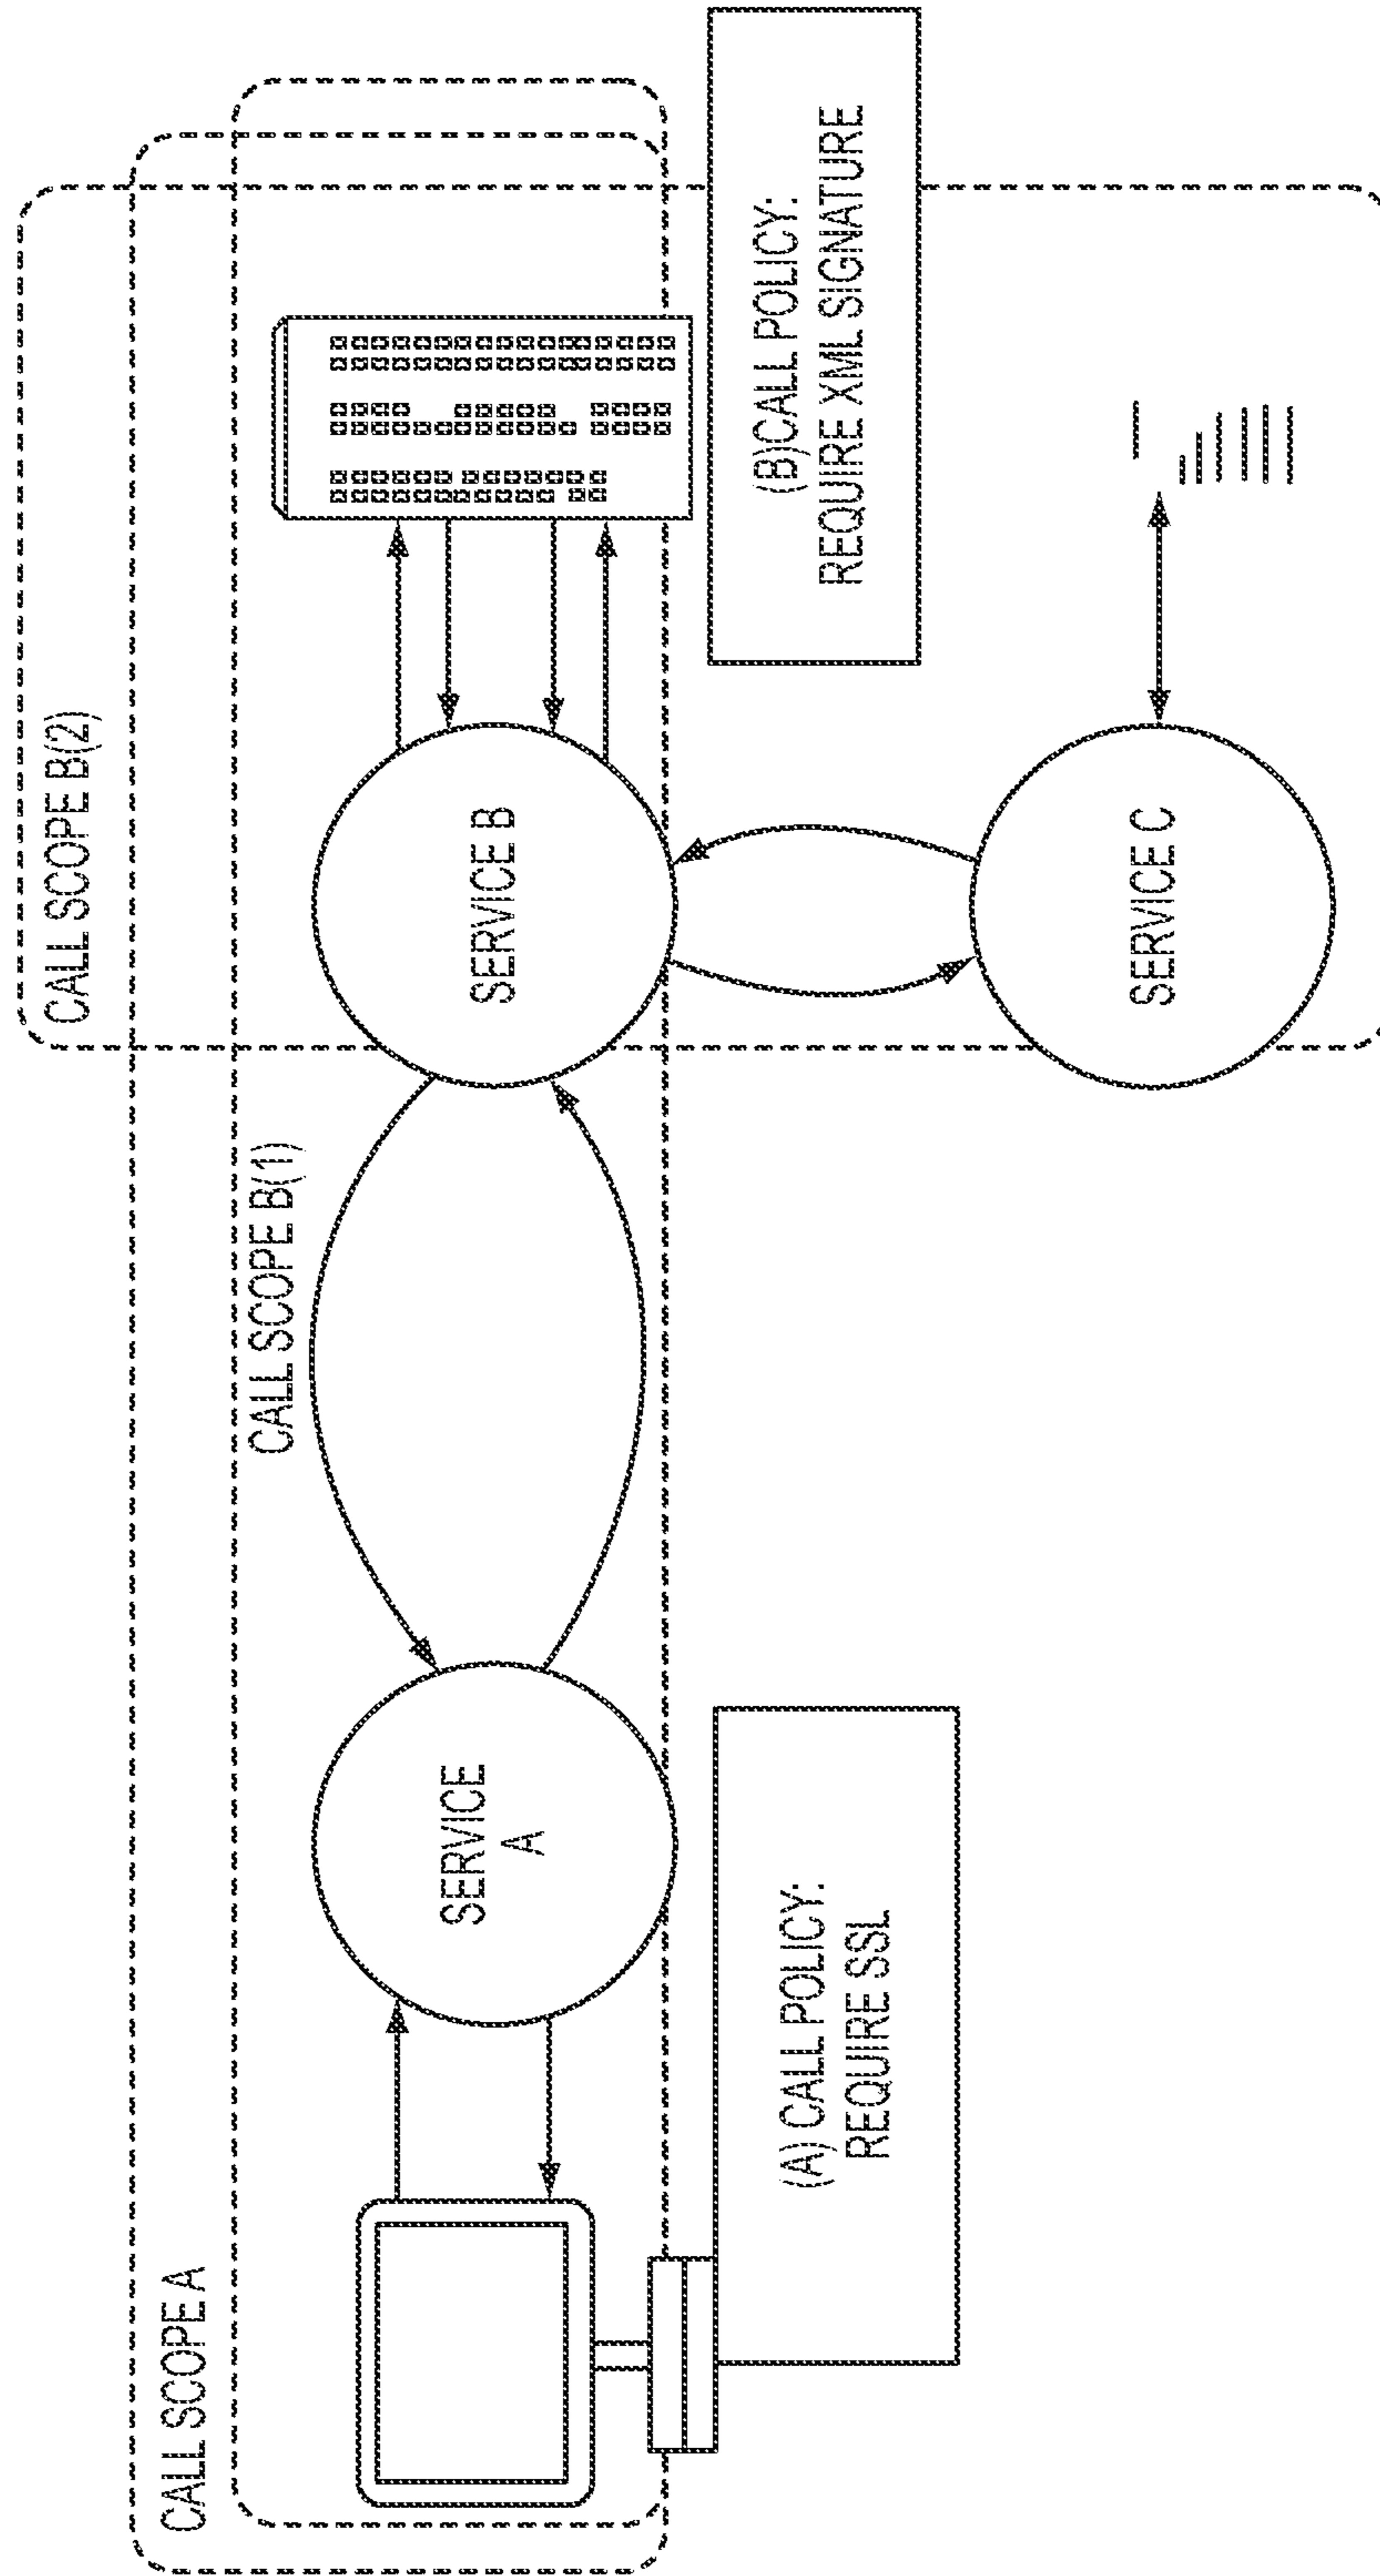 CALL SCOPE B(2)
CALL SCOPE A
CALL SCOPE B(1)
SERVICE
A
SERVICE B
(A) CALL POLICY:
REQUIRE SSL
(B)CALL POLICY:
REQUIRE XML SIGNATURE
SERVICE C